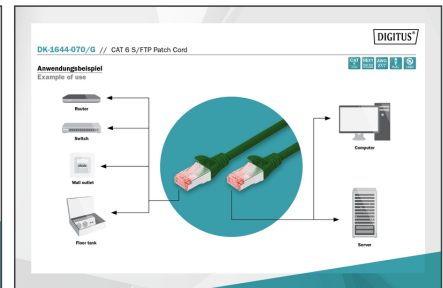 DIGITUS®
DK-1644-070/G // CAT 6 S/FTP Patch Cord
Anwendungsbeispiel
Example of use
Router
Switch
Wall outlet
Floor tank
Computer
Server